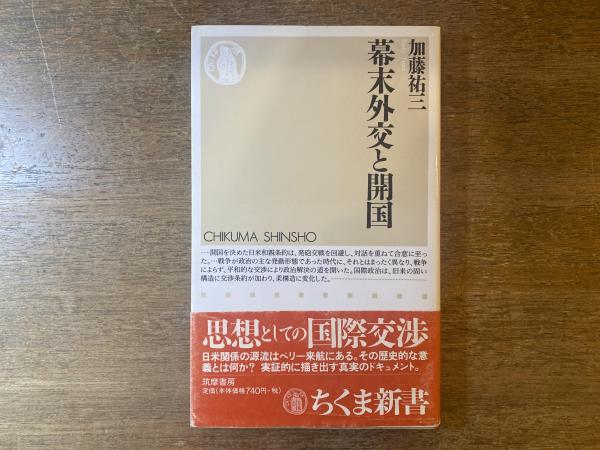 加藤祐三
幕末外交と開国
CHIKUMA SHINSHO
…開国を決めた日米和親条約は、発砲交戦を回避し、対話を重ねて合意に至っ
た。…戦争が政治の主な発動形態であった時代に、それとはまったく異なり、戦争
によらず、平和的な交渉により政治解決の道を開いた。国際政治は、旧来の固い
構造に交渉条約が加わり、柔構造に変化した。
思想としての国際交渉
日米関係の源流はペリー来航にある。その歴史的な意
義とは何か? 実証的に描き出す真実のドキュメント。
筑摩書房
定価(本体価格740円+税)
ちくま新書